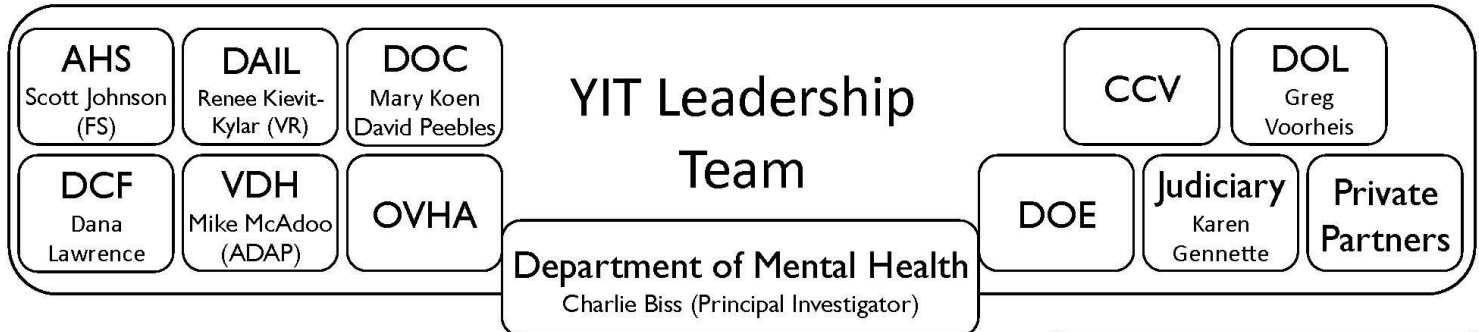 AHS
Scott Johnson
(FS)
DAIL
Renee Kievit-
Kylar (VR)
DOC
Mary Koen
David Peebles
DCF
Dana
Lawrence
VDH
Mike McAdoo
(ADAP)
OVHA
YIT Leadership
Team
Department of Mental Health
Charlie Biss (Principal Investigator)
CCV
DOL
Greg
Voorheis
DOE
Judiciary
Karen
Gennette
Private
Partners